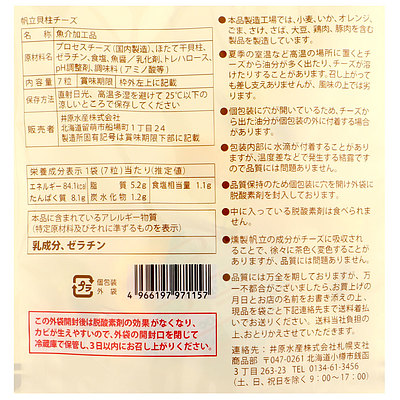 帆立貝柱チーズ
名称 魚介加工品
原材料名 プロセスチーズ(国内製造)、ほたて干貝柱、
ゼラチン、食塩、魚醤/乳化剤、トレハロース、
pH調整剤、調味料(アミノ酸等)
内容量 7粒 賞味期限 枠外左上に記載
保存方法 直射日光、高温多湿を避けて25℃以下の
涼しいところで保存してください。
販売者 井原水産株式会社
北海道留萌市船場町1丁目24
製造所固有記号は賞味期限下部に記載
栄養成分表示1袋(7粒)当たり(推定値)
エネルギー 84.1kcal 脂質 5.2g 食塩相当量 1.1g
たんぱく質 8.1g 炭水化物 1.2g
本品に含まれているアレルギー物質
(特定原材料及びそれに準ずるものを表示)
乳成分、ゼラチン
プラ
個包装
外袋
4966197971157
この外袋開封後は脱酸素剤の効果がなくなり、
カビが生えやすいので、外袋の開封口を閉じて
冷蔵庫で保管し、3日以内にお召し上がりください。
●本品製造工場では、小麦、いか、オレンジ、
ごま、さけ、さば、大豆、鶏肉、豚肉を含む
製品を製造しています。
●夏季の室温など高温の場所に置くとチー
ズから油分が多く出たり、チーズが溶
けることがあります。召し上がって
も差し支えありませんが、風味の上では劣
ります。
●個包装に穴が開いているため、チーズか
ら出た油分が個包装の外に付着する場合
があります。
●包装内部に水滴が付着することがあり
ますが、温度差などで発生する結露です
ので品質には問題ありません。
●品質保持のため個包装に穴を開け外袋に
脱酸素剤を封入しております。
●中に入っている脱酸素剤は食べられませ
ん。
●燻製帆立の成分がチーズに吸収され
ることで、徐々に茶色く変色することがあり
ますが、品質には問題ありません。
●品質には万全を期しておりますが、万
一不都合がございましたら、お買上げの
月日とお店の名前をお書き添えの上、
現品を袋ごと下記連絡先まで送料着払
いでお送りください。送料当社負担の
上、おとりかえさせていただきます。
連絡先:井原水産株式会社札幌支社
商品部 〒047-0261 北海道小樽市銭函
3丁目263-23 TEL 0134-61-5156
(土、日、祝日を除く9:00~17:00)